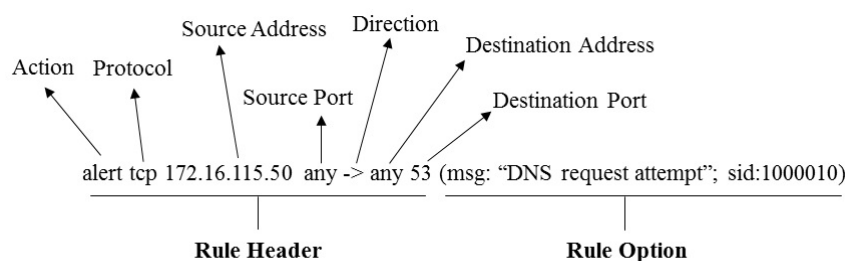 Source Address
Direction
Destination Address
Action
Protocol
Source Port
Destination Port
alert tcp 172.16.115.50 any -> any 53 (msg: “DNS request attempt”; sid:1000010)
Rule Header
Rule Option